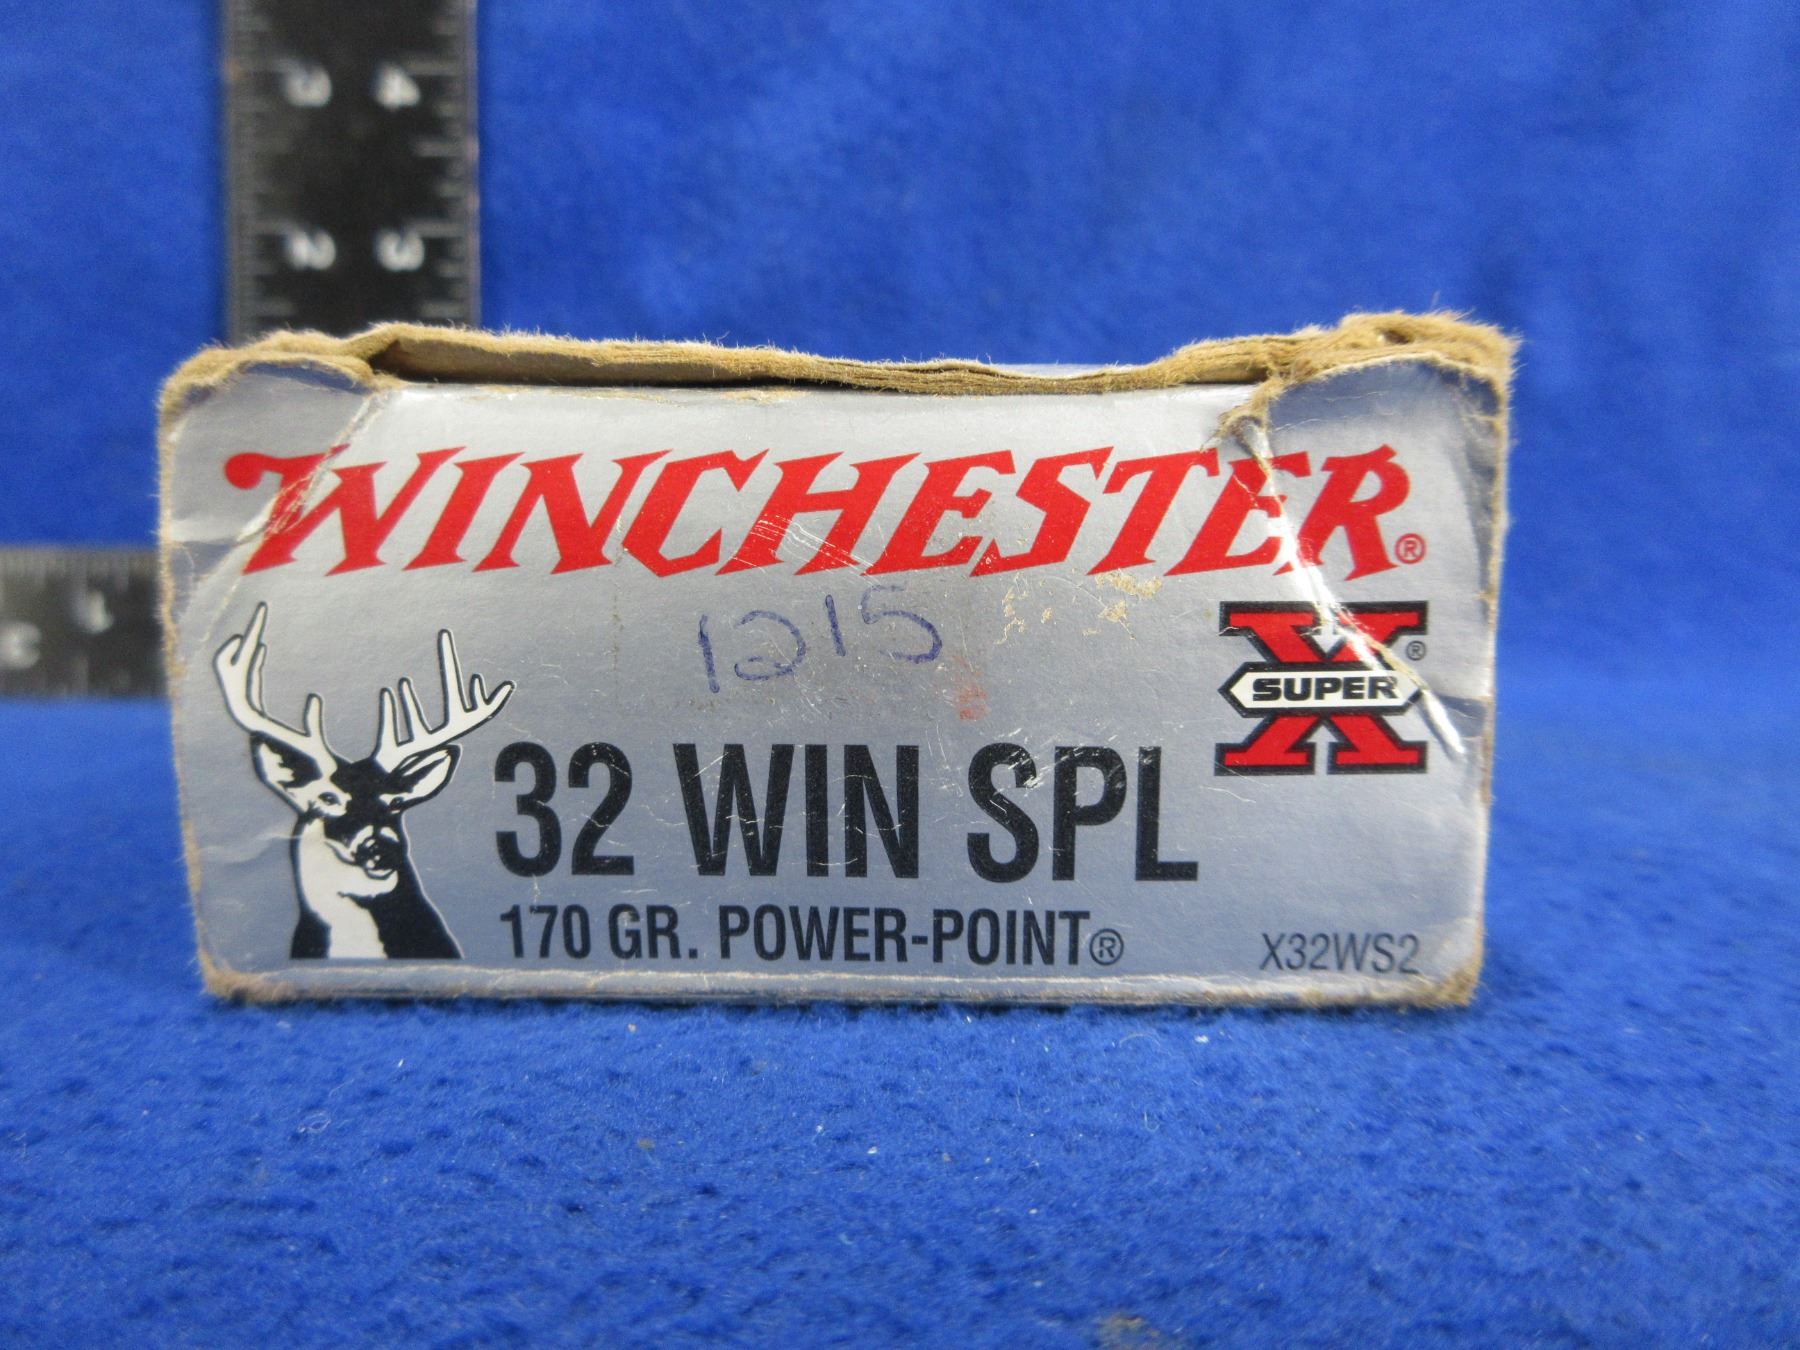 WINCHESTER®
1215
X SUPER ®
32 WIN SPL
170 GR. POWER-POINT®
X32WS2